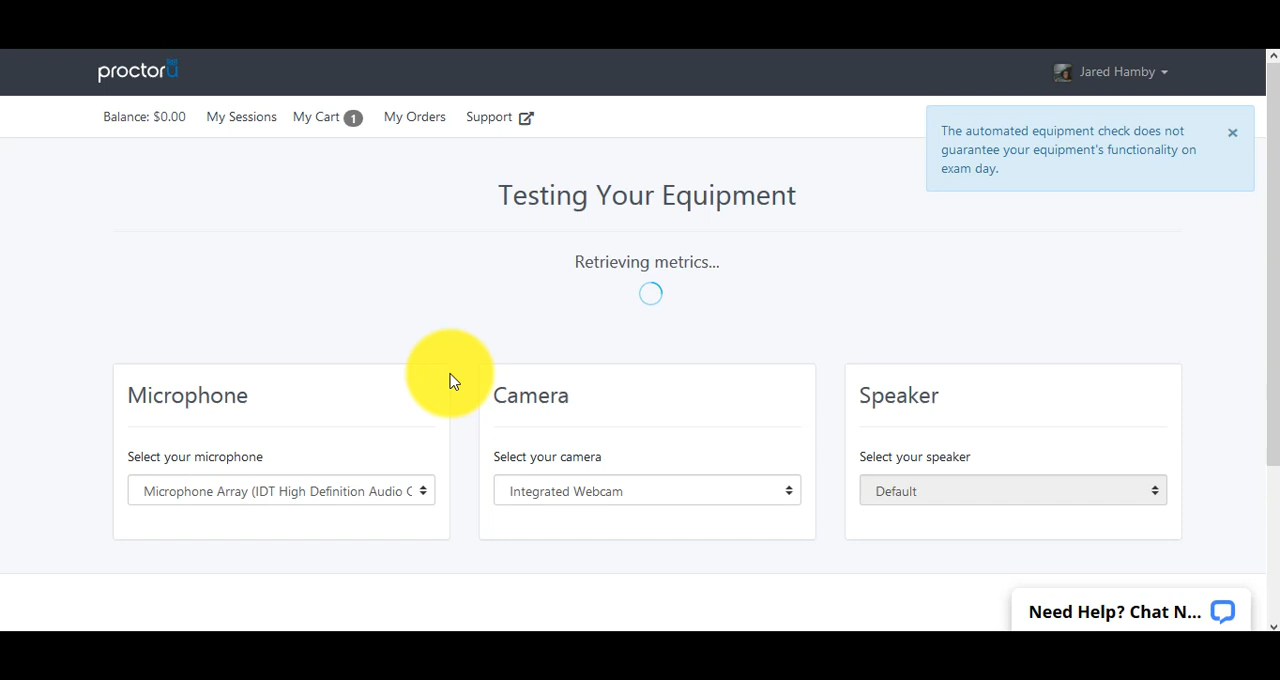 proctorU
Jared Hamby
Balance: $0.00 My Sessions My Cart 1 My Orders Support
The automated equipment check does not
guarantee your equipment's functionality on
exam day.
×
Testing Your Equipment
Retrieving metrics...
Microphone
Select your microphone
Microphone Array (IDT High Definition Audio C
Camera
Select your camera
Integrated Webcam
Speaker
Select your speaker
Default
Need Help? Chat N...